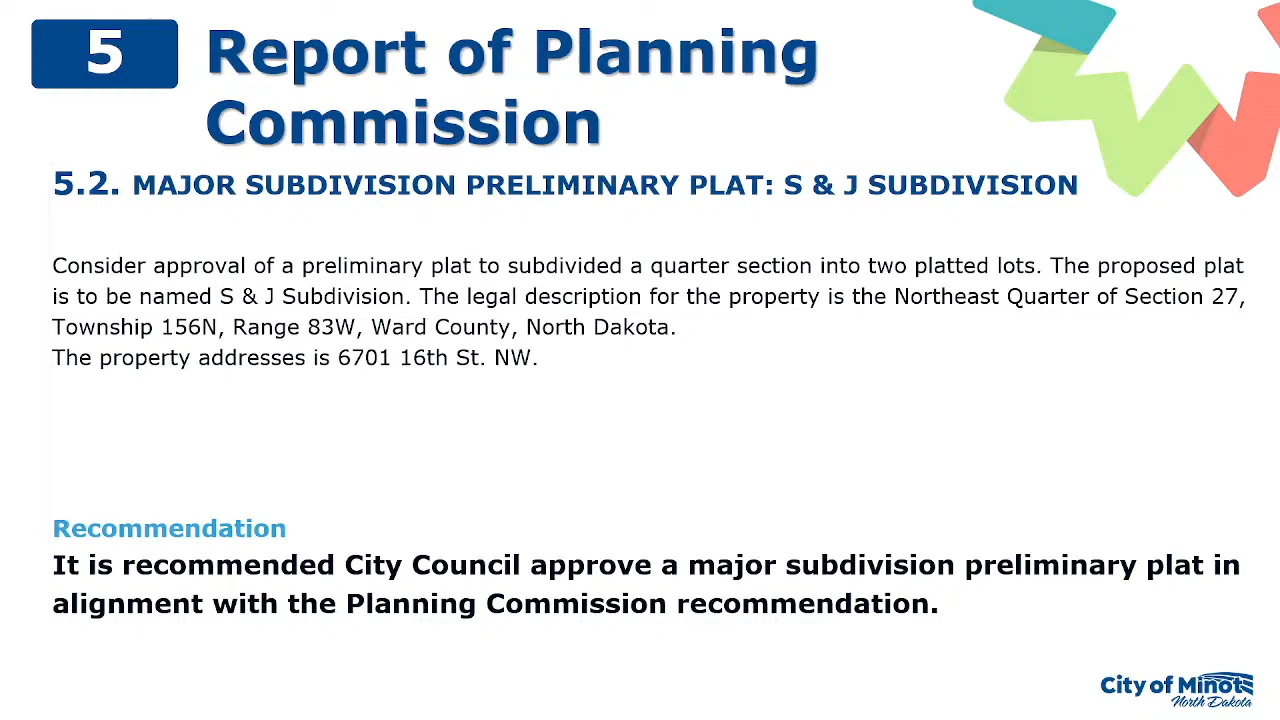 5
Report of Planning
Commission
5.2. MAJOR SUBDIVISION PRELIMINARY PLAT: S & J SUBDIVISION
Consider approval of a preliminary plat to subdivided a quarter section into two platted lots. The proposed plat
is to be named S & J Subdivision. The legal description for the property is the Northeast Quarter of Section 27,
Township 156N, Range 83W, Ward County, North Dakota.
The property addresses is 6701 16th St. NW.
Recommendation
It is recommended City Council approve a major subdivision preliminary plat in
alignment with the Planning Commission recommendation.
City of Minot
North Dakota